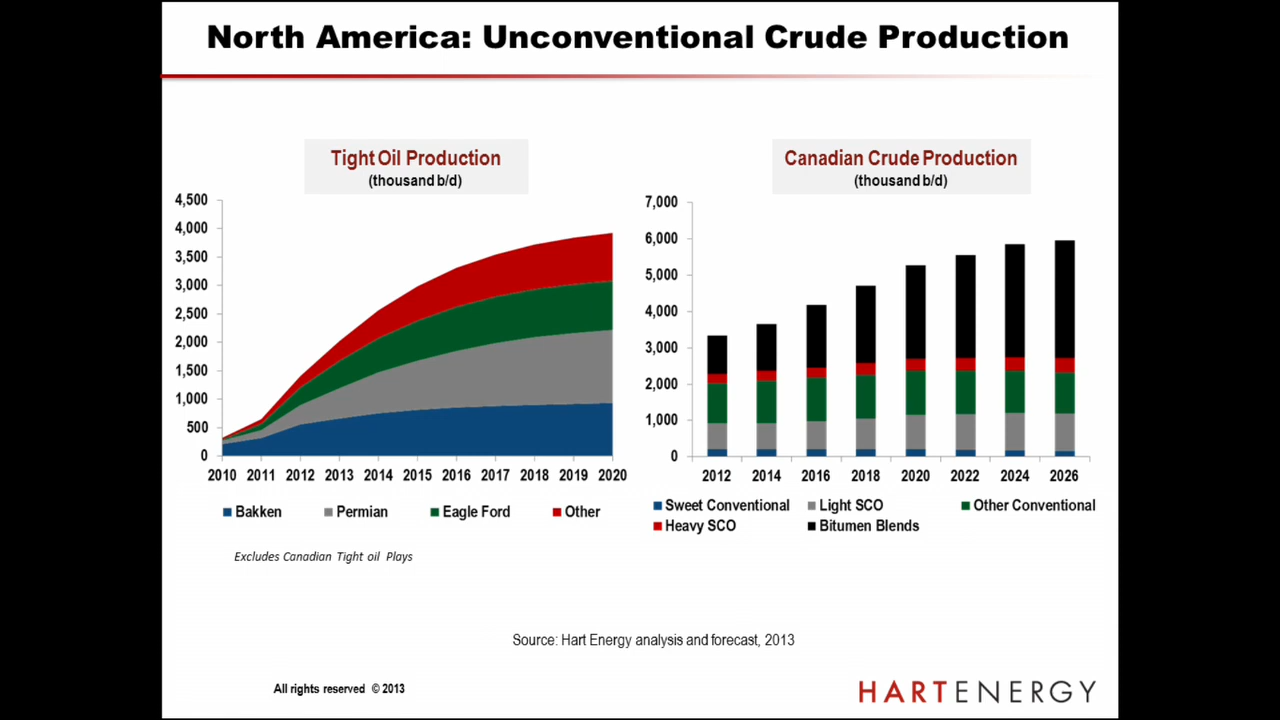 North America: Unconventional Crude Production
Tight Oil Production
(thousand b/d)
4,500
4,000
3,500
3,000
2,500
2,000
1,500
1,000
500
0
2010 2011 2012 2013 2014 2015 2016 2017 2018 2019 2020
Bakken Permian Eagle Ford Other
Excludes Canadian Tight oil Plays
Canadian Crude Production
(thousand b/d)
7,000
6,000
5,000
4,000
3,000
2,000
1,000
0
2012 2014 2016 2018 2020 2022 2024 2026
Sweet Conventional Light SCO Other Conventional
Heavy SCO Bitumen Blends
Source: Hart Energy analysis and forecast, 2013
All rights reserved © 2013
HARTENERGY